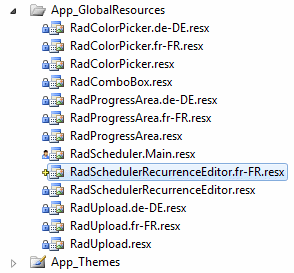 App_GlobalResources
RadColorPicker.de-DE.resx
RadColorPicker.fr-FR.resx
RadColorPicker.resx
RadComboBox.resx
RadProgressArea.de-DE.resx
RadProgressArea.fr-FR.resx
RadProgressArea.resx
RadScheduler.Main.resx
RadSchedulerRecurrenceEditor.fr-FR.resx
RadSchedulerRecurrenceEditor.resx
RadUpload.de-DE.resx
RadUpload.fr-FR.resx
RadUpload.resx
App_Themes